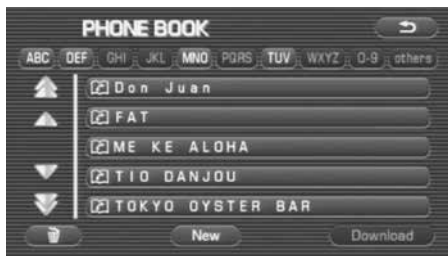 PHONE BOOK
ABC DEF GHI JKL MNO PQRS TUV WXYZ 0-9 others
Don Juan
FAT
ME KE ALOHA
TIO DANJOU
TOKYO OYSTER BAR
New Download